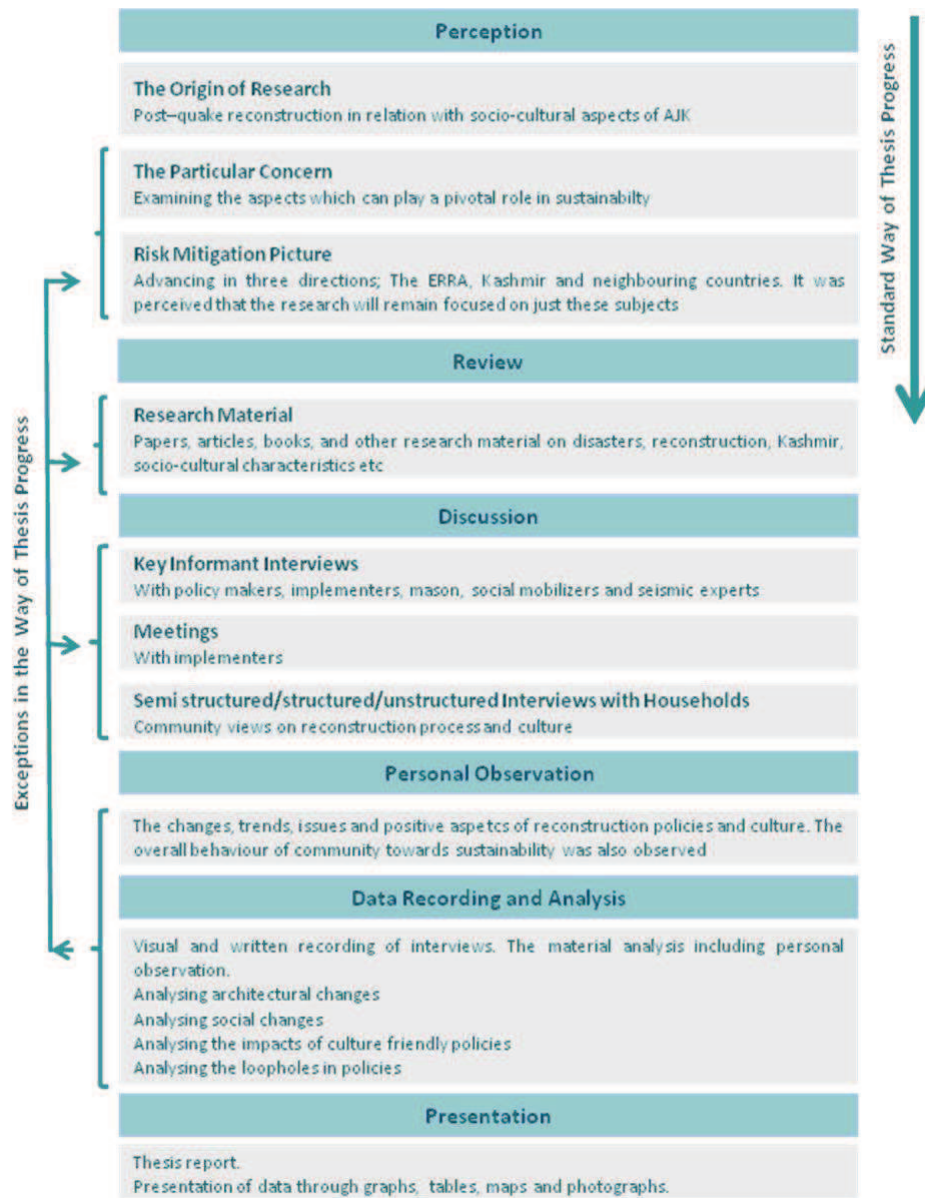 Perception
The Origin of Research
Post–quake reconstruction in relation with socio-cultural aspects of AJK
The Particular Concern
Examining the aspects which can play a pivotal role in sustainabilty
Risk Mitigation Picture
Advancing in three directions; The ERRA, Kashmir and neighbouring countries. It was
perceived that the research will remain focused on just these subjects
Review
Research Material
Papers, articles, books, and other research material on disasters, reconstruction, Kashmir,
socio-cultural characteristics etc
Discussion
Key Informant Interviews
With policy makers, implementers, mason, social mobilizers and seismic experts
Meetings
With implementers
Semi structured/structured/unstructured Interviews with Households
Community views on reconstruction process and culture
Personal Observation
The changes, trends, issues and positive aspetcs of reconstruction policies and culture. The
overall behaviour of community towards sustainability was also observed
Data Recording and Analysis
Visual and written recording of interviews. The material analysis including personal
observation.
Analysing architectural changes
Analysing social changes
Analysing the impacts of culture friendly policies
Analysing the loopholes in policies
Presentation
Thesis report.
Presentation of data through graphs, tables, maps and photographs.
Exceptions in the Way of Thesis Progress
Standard Way of Thesis Progress